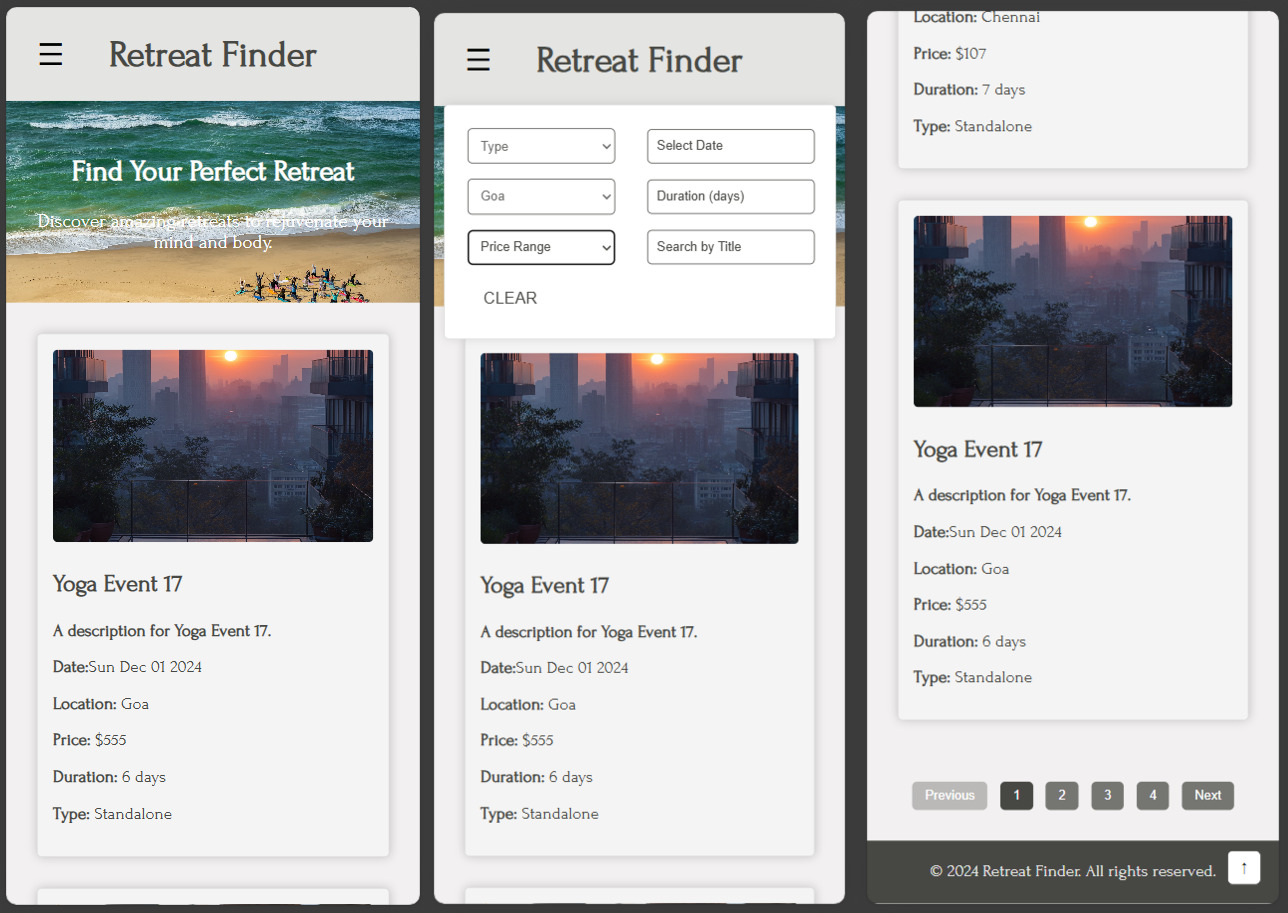 ☰ Retreat Finder
Find Your Perfect Retreat
Discover amazing retreats to rejuvenate your
mind and body.
Yoga Event 17
A description for Yoga Event 17.
Date:Sun Dec 01 2024
Location: Goa
Price: $555
Duration: 6 days
Type: Standalone
☰ Retreat Finder
Type
Select Date
Goa
Duration (days)
Price Range
Search by Title
CLEAR
Yoga Event 17
A description for Yoga Event 17.
Date:Sun Dec 01 2024
Location: Goa
Price: $555
Duration: 6 days
Type: Standalone
Location: Chennai
Price: $107
Duration: 7 days
Type: Standalone
Yoga Event 17
A description for Yoga Event 17.
Date:Sun Dec 01 2024
Location: Goa
Price: $555
Duration: 6 days
Type: Standalone
Previous 1 2 3 4 Next
© 2024 Retreat Finder. All rights reserved. ↑